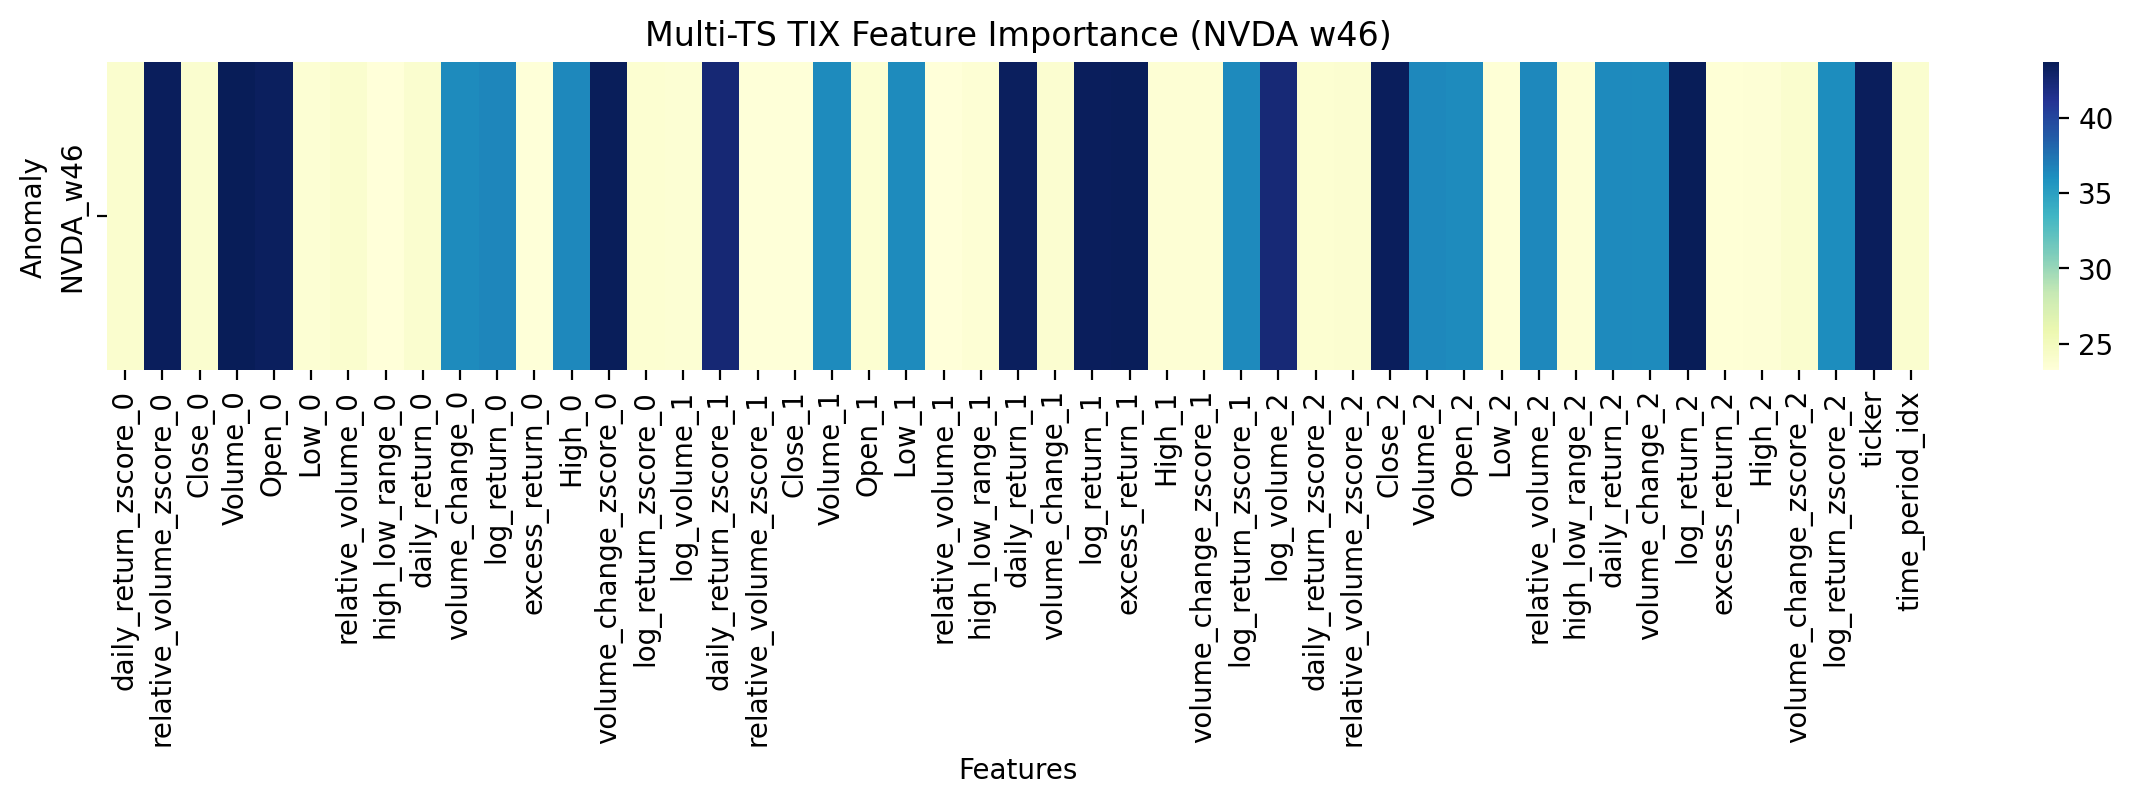 Multi-TS TIX Feature Importance (NVDA w46)
Anomaly
NVDA_w46
40
35
30
25
daily_return_zscore_0
relative_volume_zscore_0
Close_0
Volume_0
Open_0
Low_0
relative_volume_0
high_low_range_0
daily_return_0
volume_change_0
log_return_0
excess_return_0
High_0
volume_change_zscore_0
log_return_zscore_0
log_volume_1
daily_return_zscore_1
relative_volume_zscore_1
Close_1
Volume_1
Open_1
Low_1
relative_volume_1
high_low_range_1
daily_return_1
volume_change_1
log_return_1
excess_return_1
High_1
volume_change_zscore_1
log_return_zscore_1
log_volume_2
daily_return_zscore_2
relative_volume_zscore_2
Close_2
Volume_2
Open_2
Low_2
relative_volume_2
high_low_range_2
daily_return_2
volume_change_2
log_return_2
excess_return_2
High_2
volume_change_zscore_2
log_return_zscore_2
ticker
time_period_idx
Features